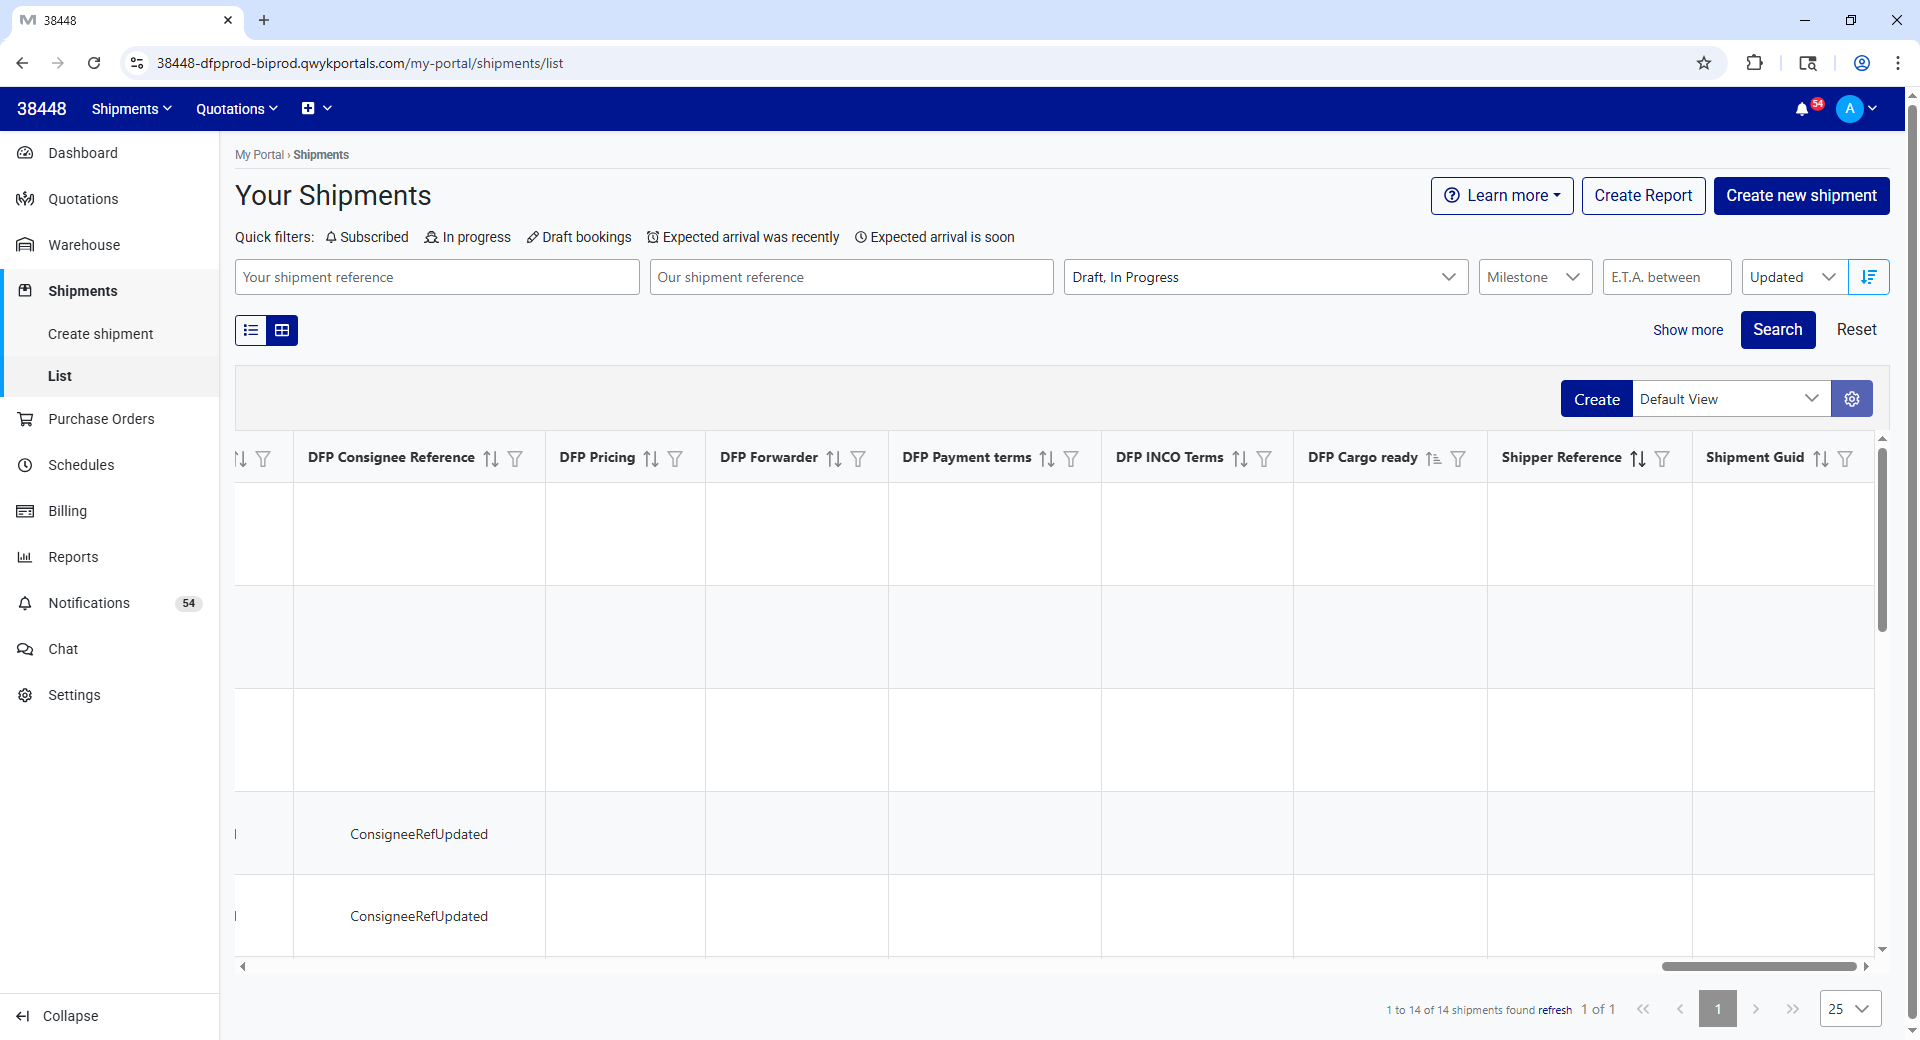 38448
38448-dfpprod-biprod.qwykportals.com/my-portal/shipments/list
38448 Shipments Quotations 54 A
Dashboard
Quotations
Warehouse
Shipments
Create shipment
List
Purchase Orders
Schedules
Billing
Reports
Notifications 54
Chat
Settings
Collapse
My Portal › Shipments
Your Shipments
Learn more Create Report Create new shipment
Quick filters: Subscribed In progress Draft bookings Expected arrival was recently Expected arrival is soon
Your shipment reference Our shipment reference Draft, In Progress Milestone E.T.A. between Updated
Show more Search Reset
Create Default View
DFP Consignee Reference DFP Pricing DFP Forwarder DFP Payment terms DFP INCO Terms DFP Cargo ready Shipper Reference Shipment Guid
ConsigneeRefUpdated
ConsigneeRefUpdated
1 to 14 of 14 shipments found refresh 1 of 1 1 25